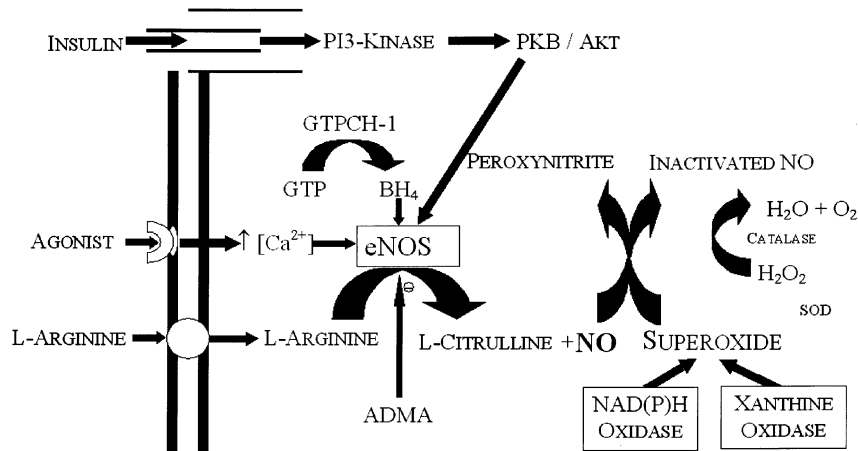 INSULIN
PI3-KINASE
PKB / AKT
GTPCH-1
PEROXYNITRITE
INACTIVATED NO
GTP
BH4
H2O + O2
CATALASE
AGONIST
↑ [Ca2+]
eNOS
H2O2
⊖
SOD
L-ARGININE
L-ARGININE
L-CITRULLINE + NO
SUPEROXIDE
ADMA
NAD(P)H
OXIDASE
XANTHINE
OXIDASE